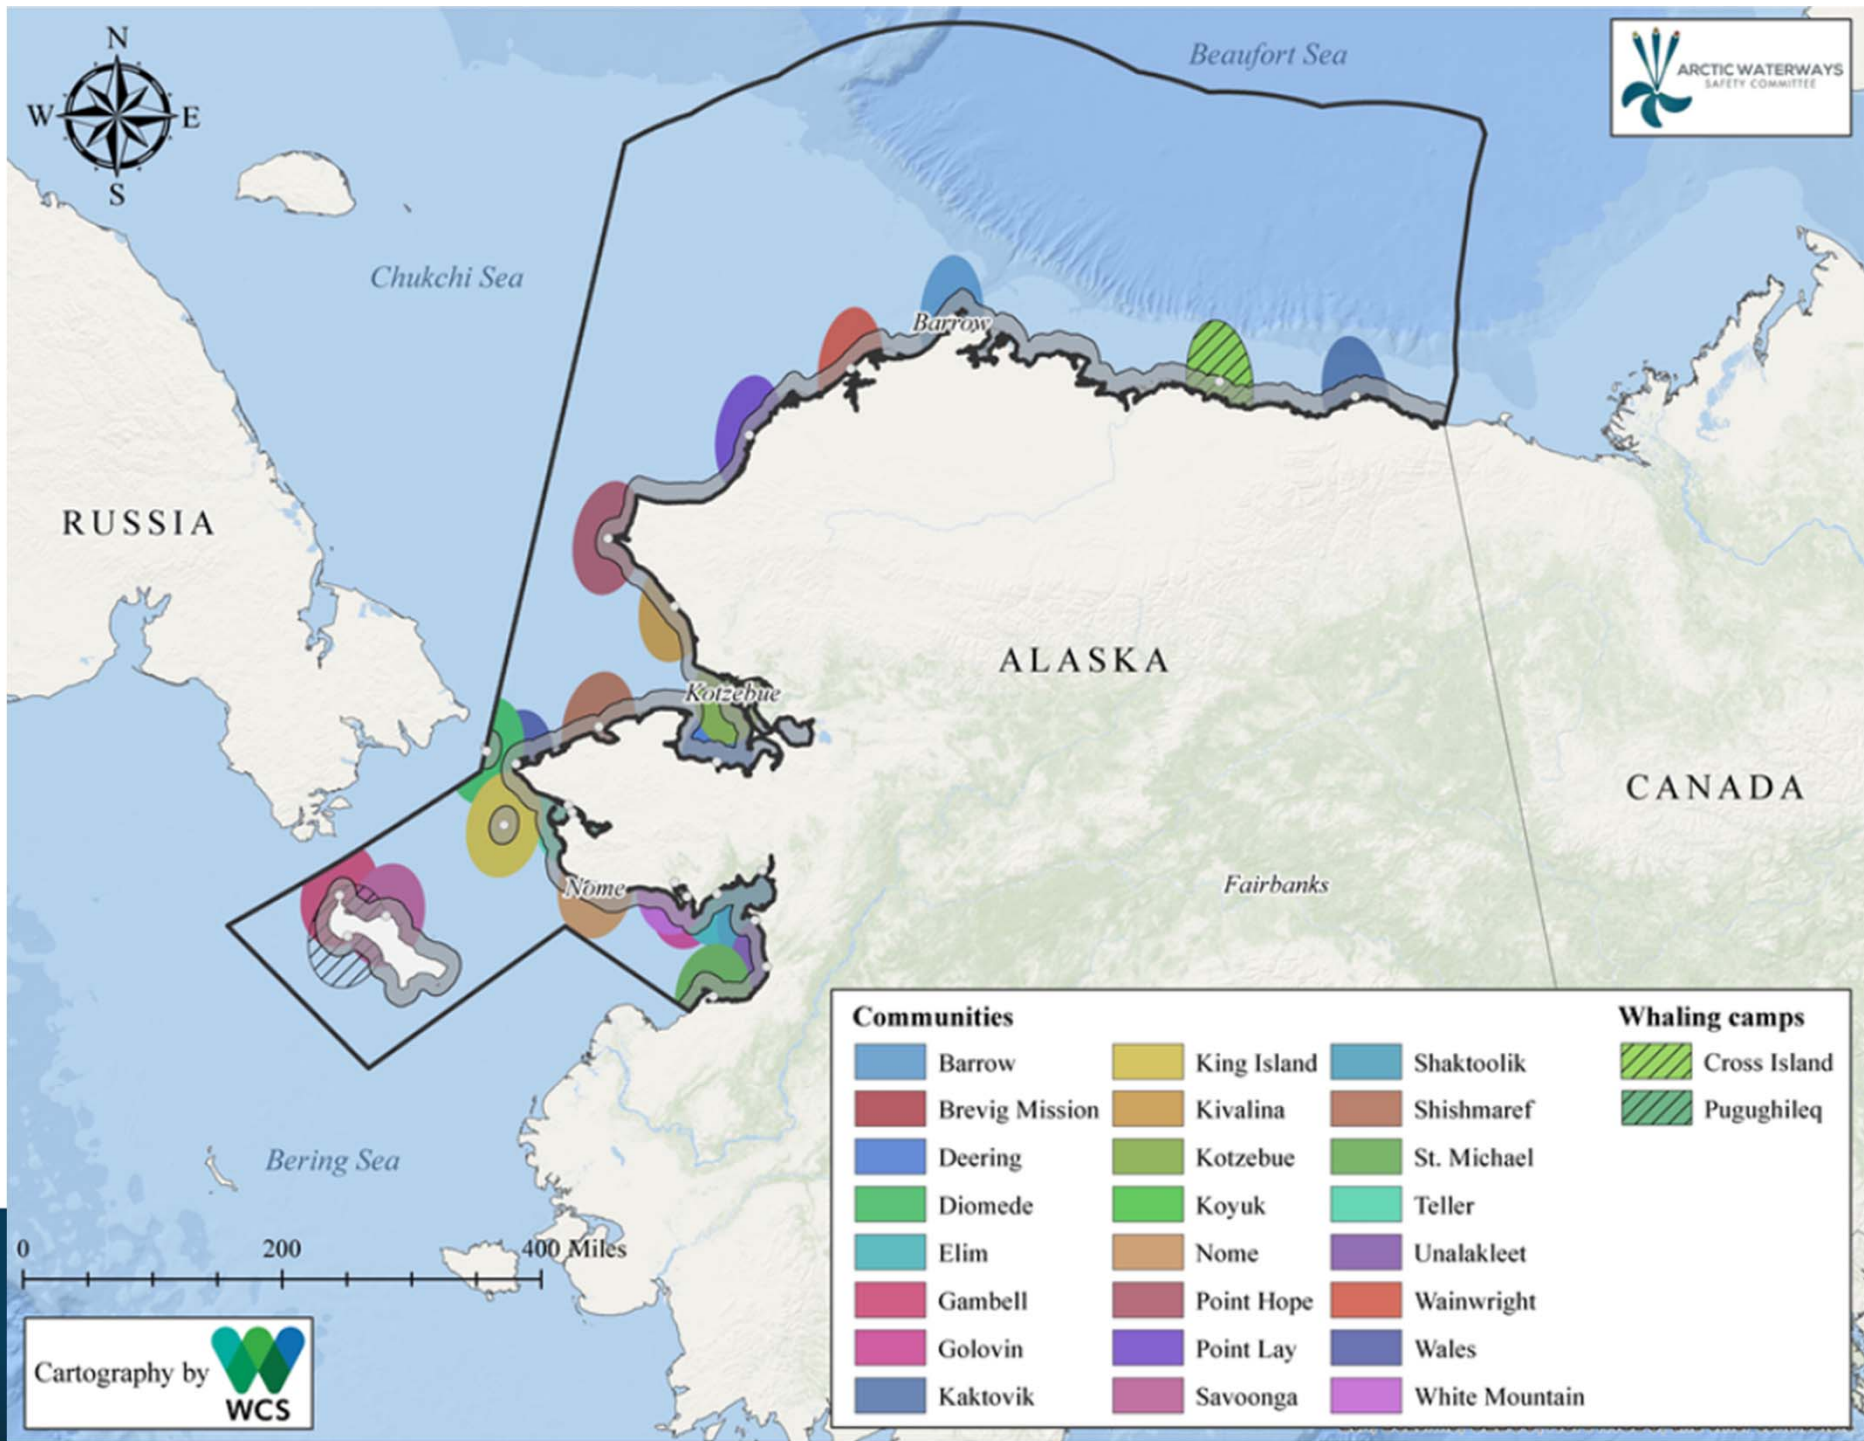 N
Beaufort Sea
ARCTIC WATERWAYS
SAFETY COMMITTEE
W
E
S
Chukchi Sea
Barrow
RUSSIA
ALASKA
Kotzebue
CANADA
Nome
Fairbanks
Bering Sea
0 200 400 Miles
Cartography by
WCS
Communities
Barrow
Brevig Mission
Deering
Diomede
Elim
Gambell
Golovin
Kaktovik
King Island
Kivalina
Kotzebue
Koyuk
Nome
Point Hope
Point Lay
Savoonga
Shaktoolik
Shishmaref
St. Michael
Teller
Unalakleet
Wainwright
Wales
White Mountain
Whaling camps
Cross Island
Pugughileq